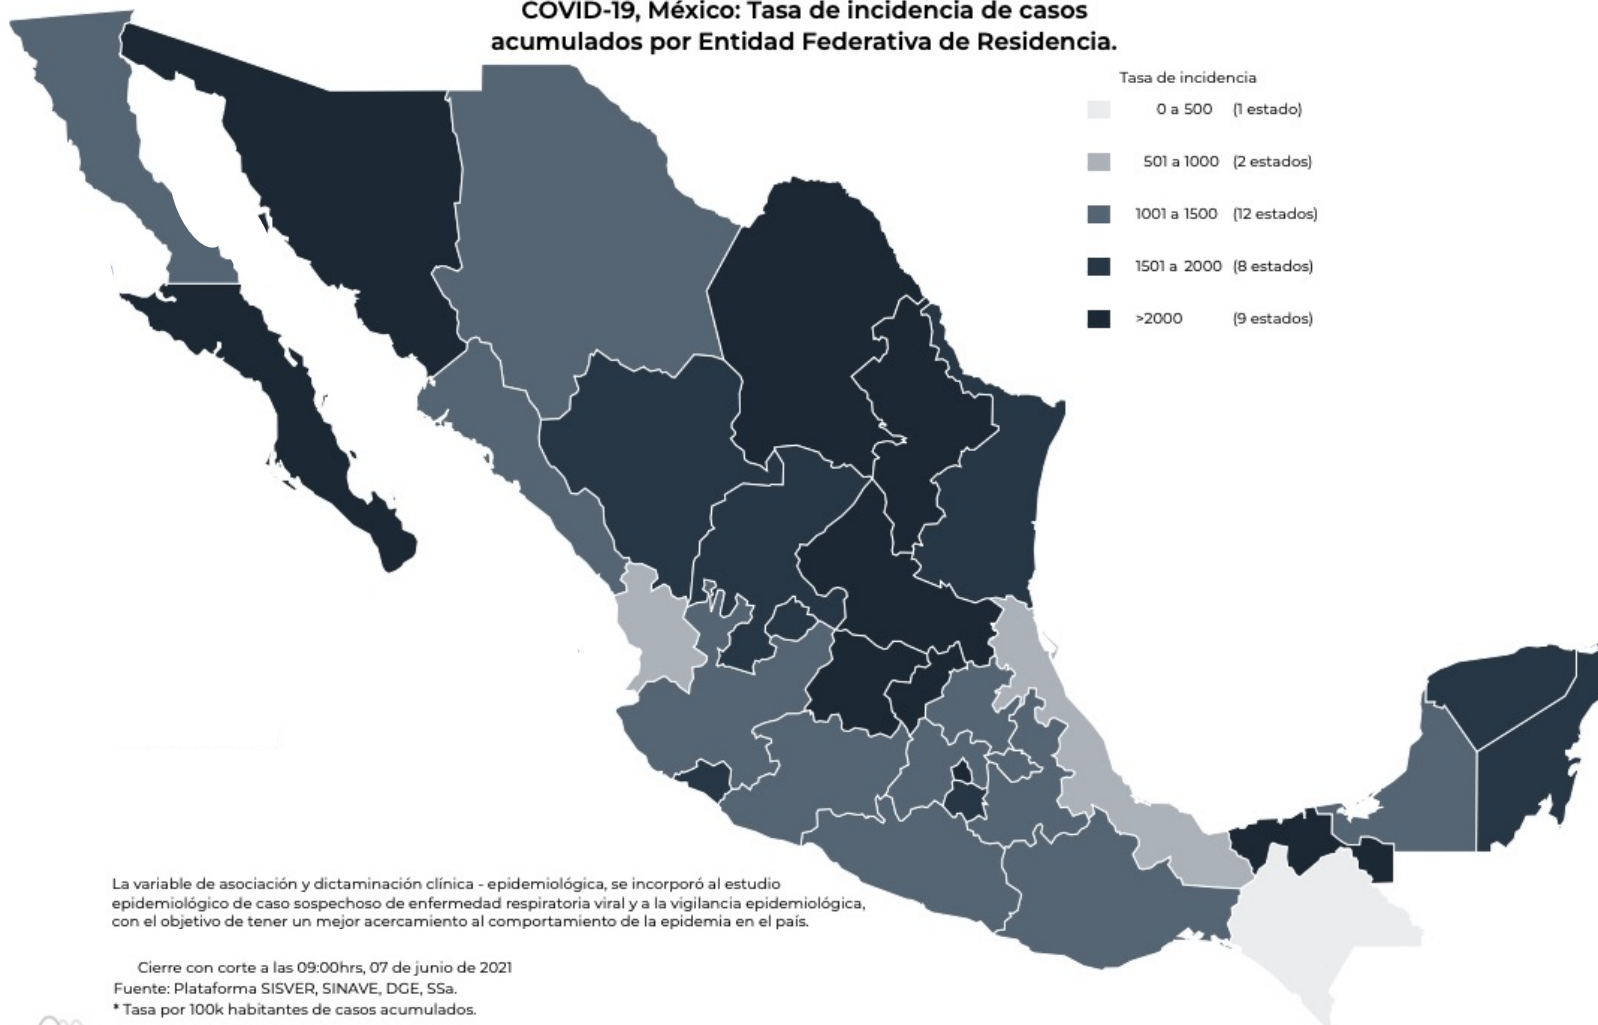 COVID-19, México: Tasa de incidencia de casos
acumulados por Entidad Federativa de Residencia.
Tasa de incidencia
0 a 500 (1 estado)
501 a 1000 (2 estados)
1001 a 1500 (12 estados)
1501 a 2000 (8 estados)
>2000 (9 estados)
La variable de asociación y dictaminación clínica - epidemiológica, se incorporó al estudio
epidemiológico de caso sospechoso de enfermedad respiratoria viral y a la vigilancia epidemiológica,
con el objetivo de tener un mejor acercamiento al comportamiento de la epidemia en el país.
Cierre con corte a las 09:00hrs, 07 de junio de 2021
Fuente: Plataforma SISVER, SINAVE, DGE, SSa.
* Tasa por 100k habitantes de casos acumulados.